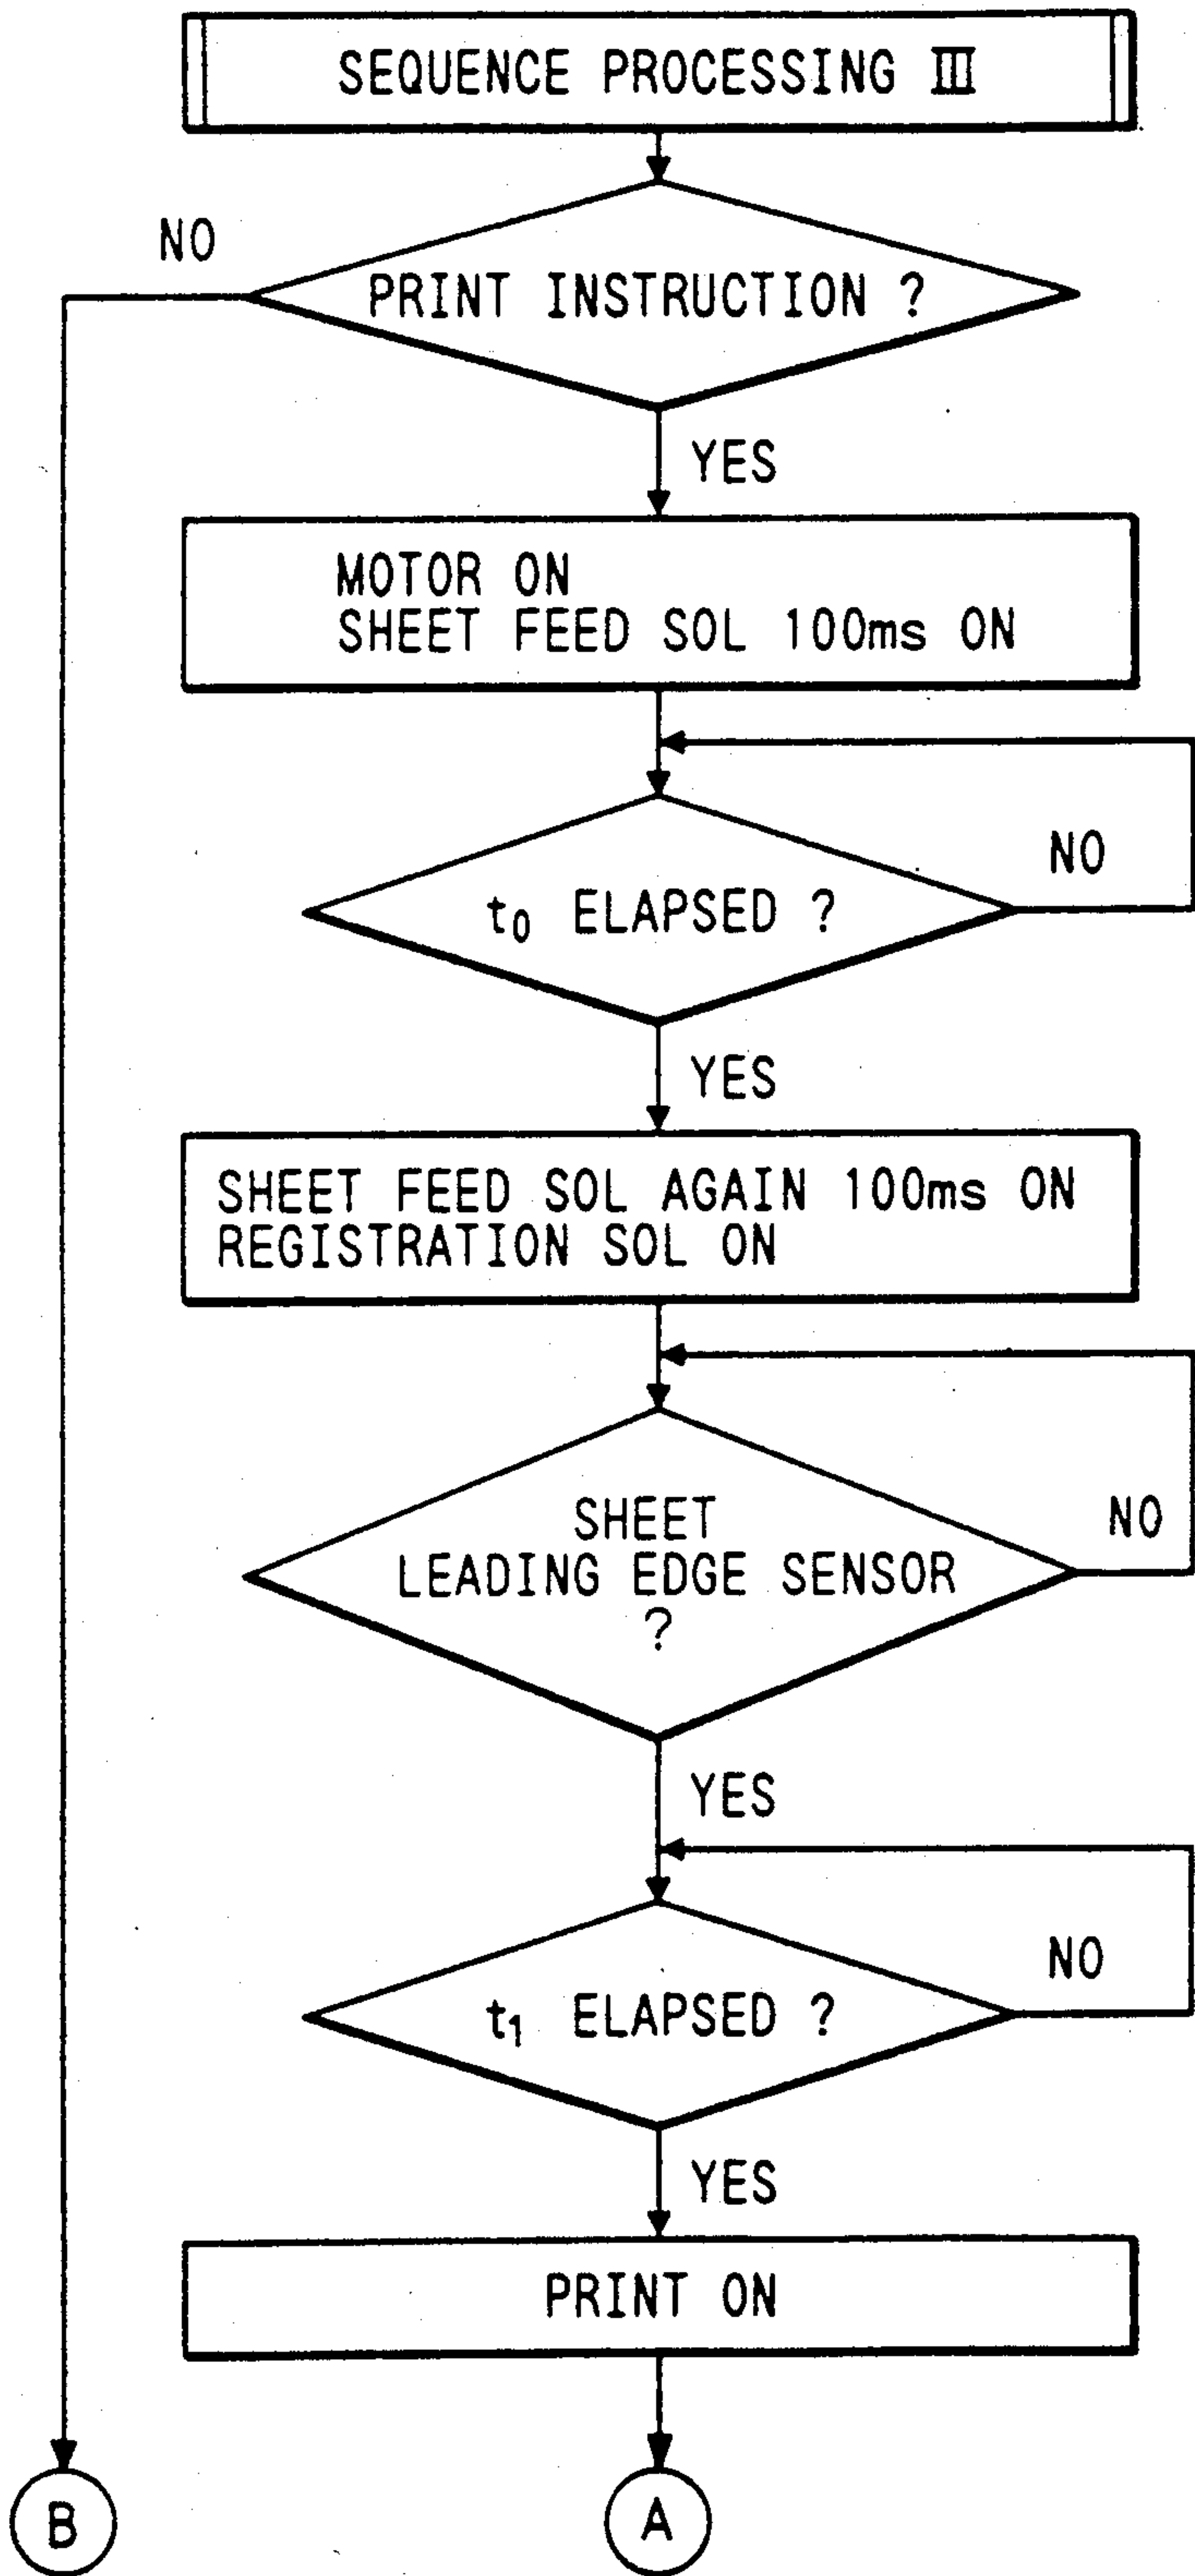 SEQUENCE PROCESSING III
NO
PRINT INSTRUCTION ?
YES
MOTOR ON
SHEET FEED SOL 100ms ON
NO
t₀ ELAPSED ?
YES
SHEET FEED SOL AGAIN 100ms ON
REGISTRATION SOL ON
SHEET
NO
LEADING EDGE SENSOR
?
YES
NO
t₁ ELAPSED ?
YES
PRINT ON
B
A